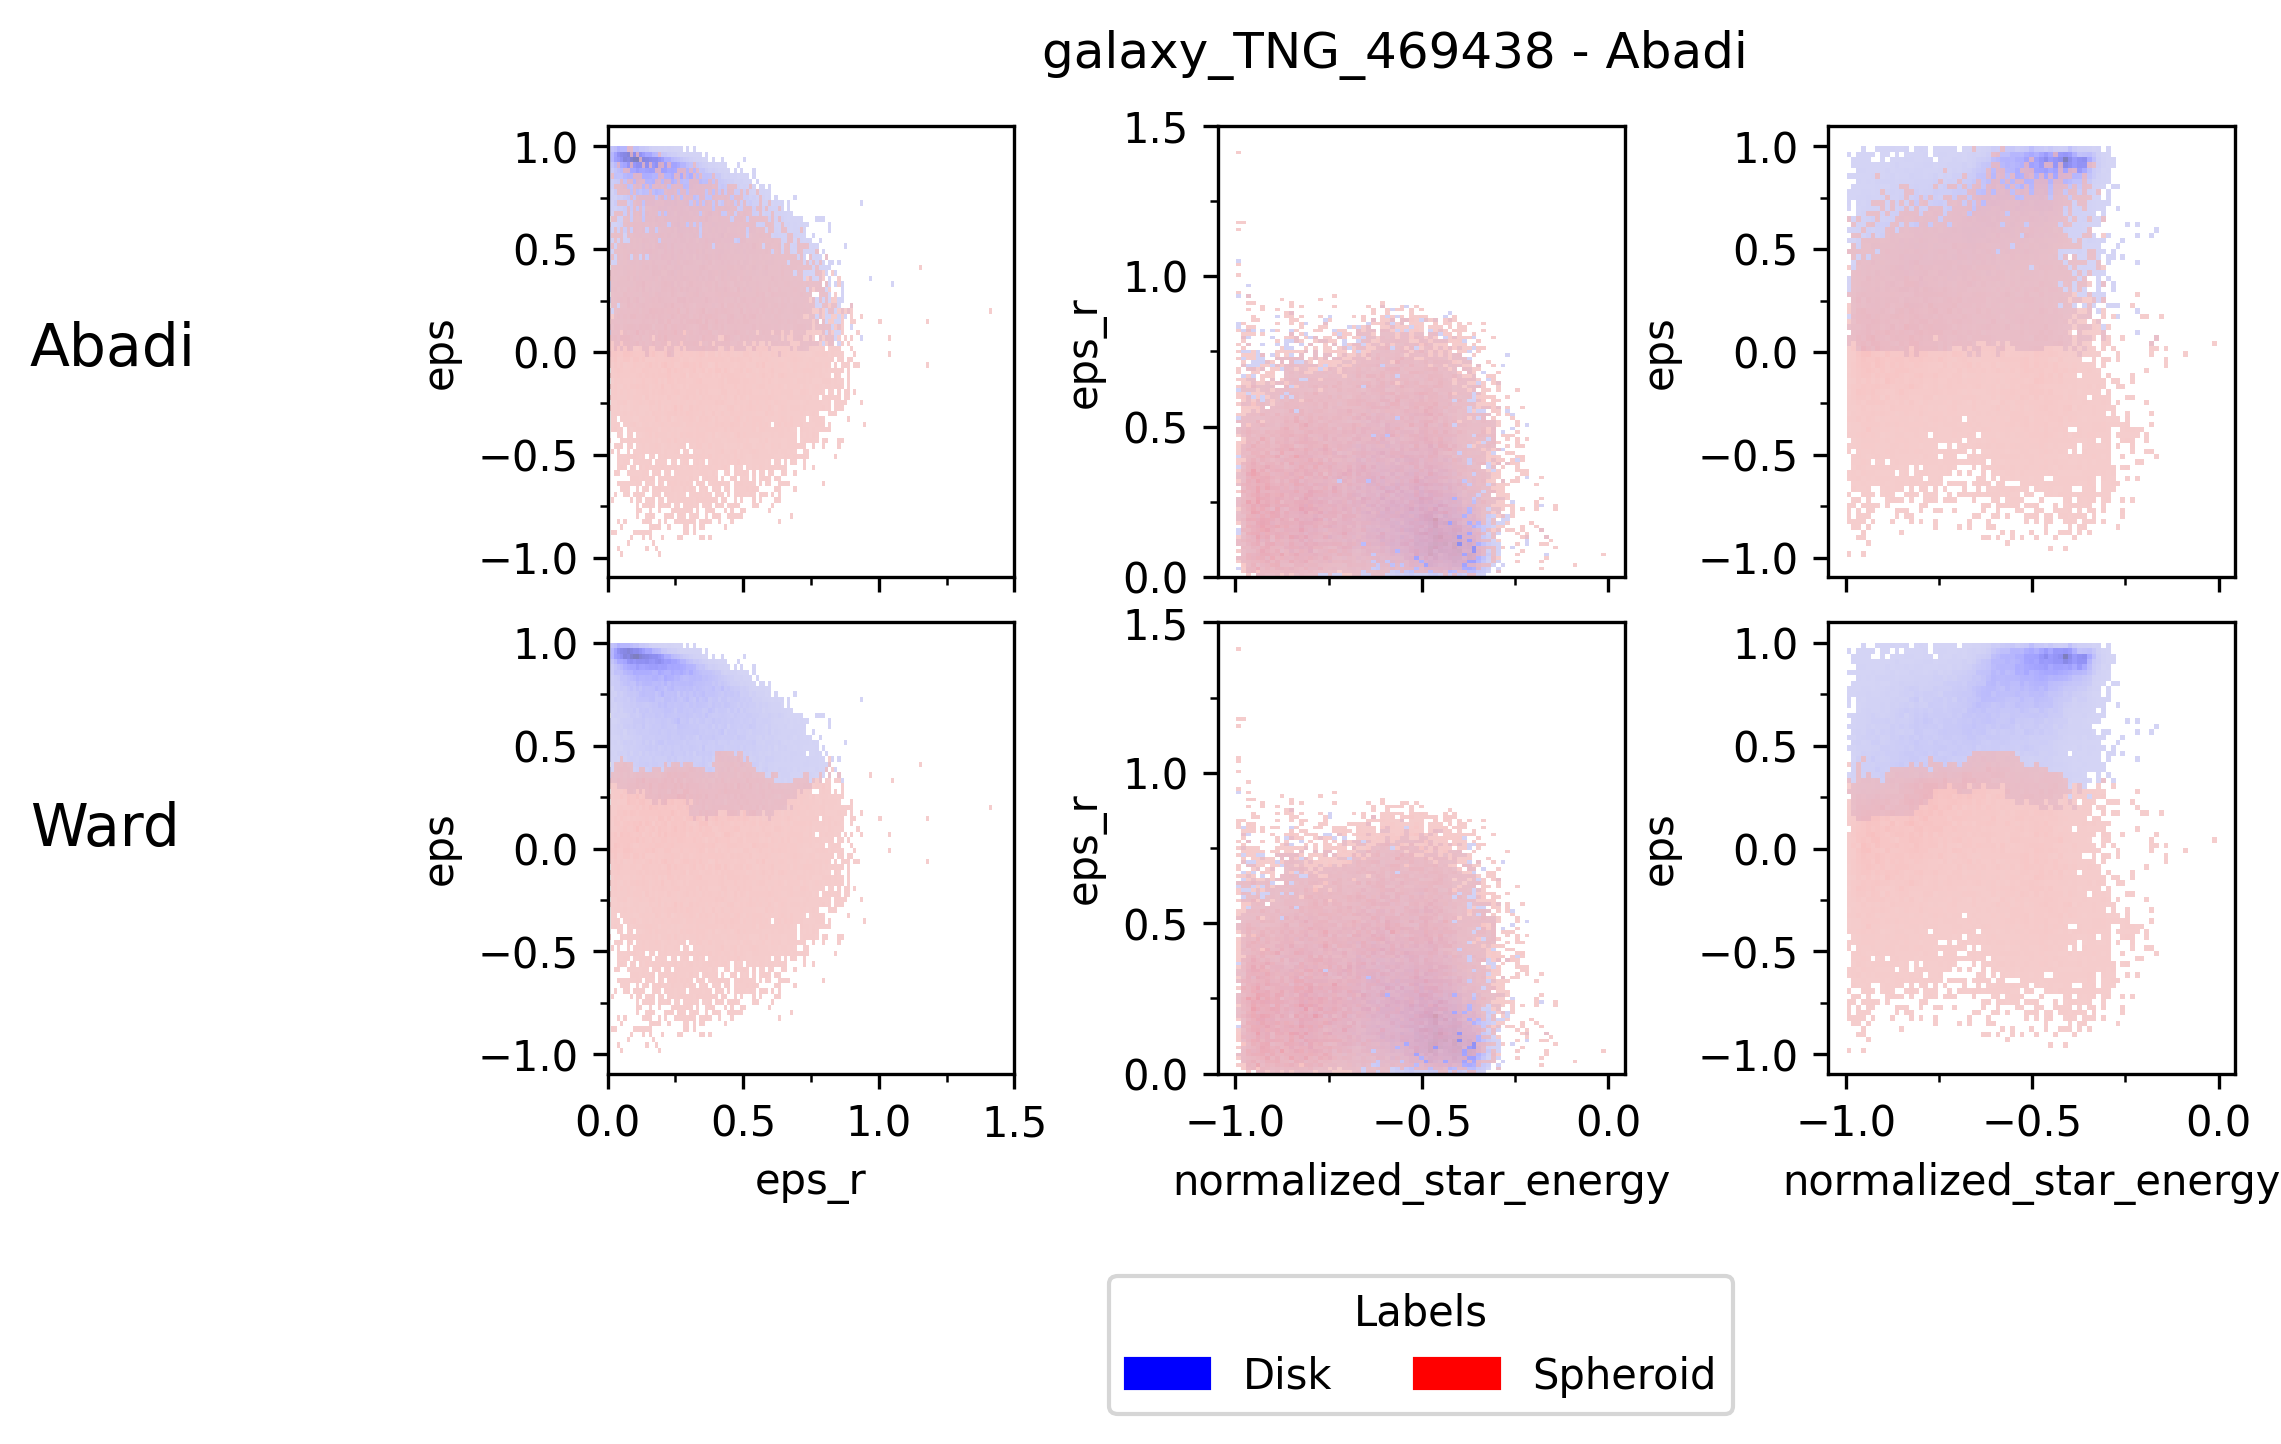 galaxy_TNG_469438 - Abadi
Abadi
eps
1.0
0.5
0.0
−0.5
−1.0
eps_r
1.5
1.0
0.5
0.0
eps
1.0
0.5
0.0
−0.5
−1.0
Ward
eps
1.0
0.5
0.0
−0.5
−1.0
0.0 0.5 1.0 1.5
eps_r
eps_r
1.5
1.0
0.5
0.0
−1.0 −0.5 0.0
normalized_star_energy
eps
1.0
0.5
0.0
−0.5
−1.0
−1.0 −0.5 0.0
normalized_star_energy
Labels
Disk Spheroid